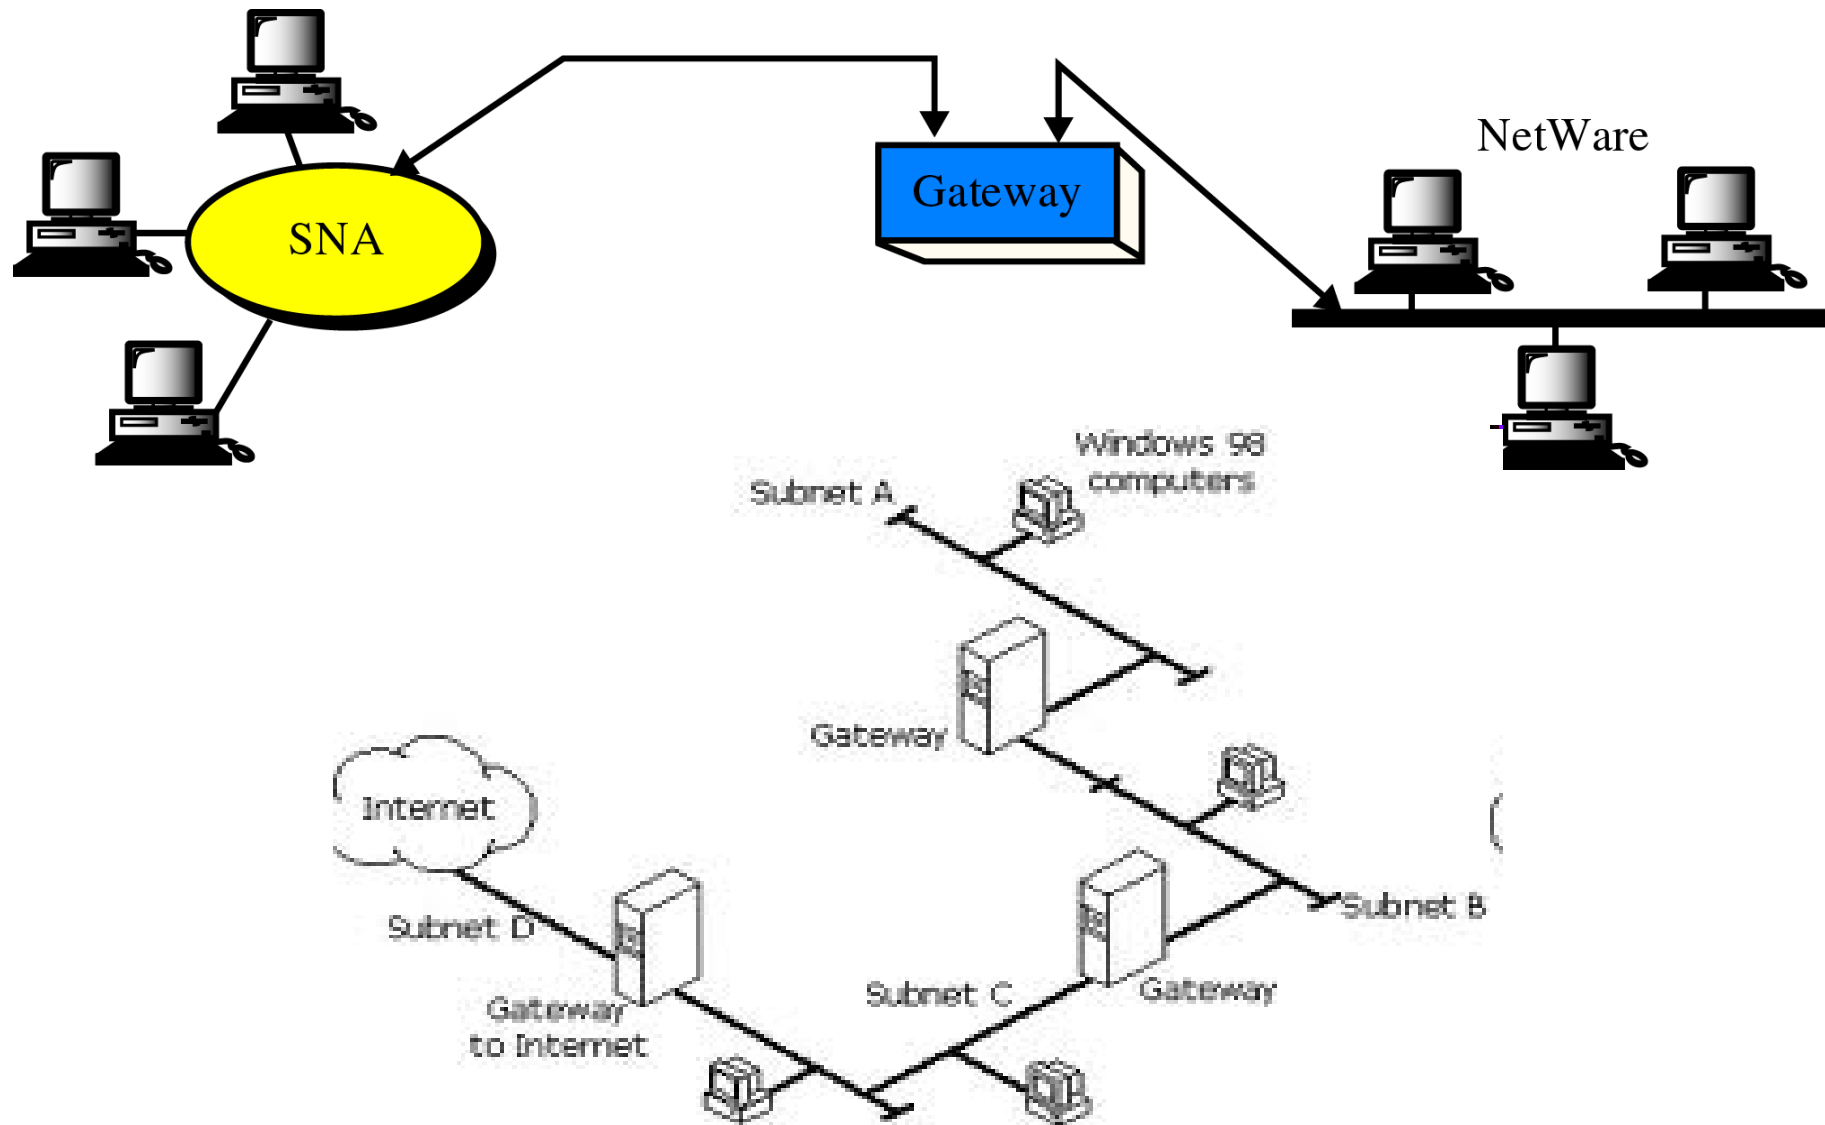 NetWare
Gateway
SNA
Windows 98
computers
Subnet A
Gateway
Internet
Subnet B
Subnet D
Gateway
Subnet C
Gateway
to Internet